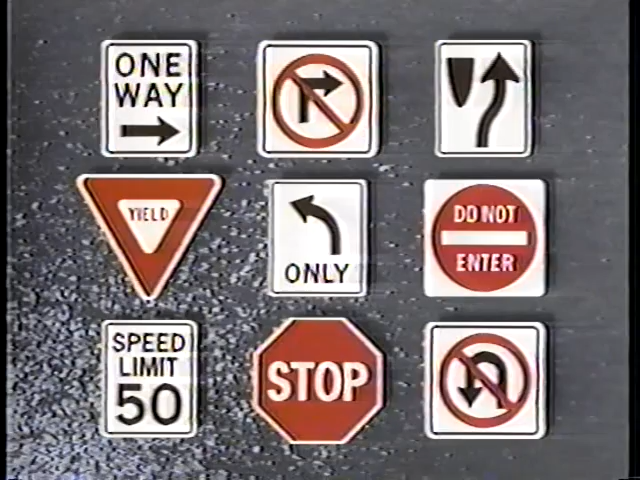 ONE
WAY
YIELD
ONLY
DO NOT
ENTER
SPEED
LIMIT
50
STOP